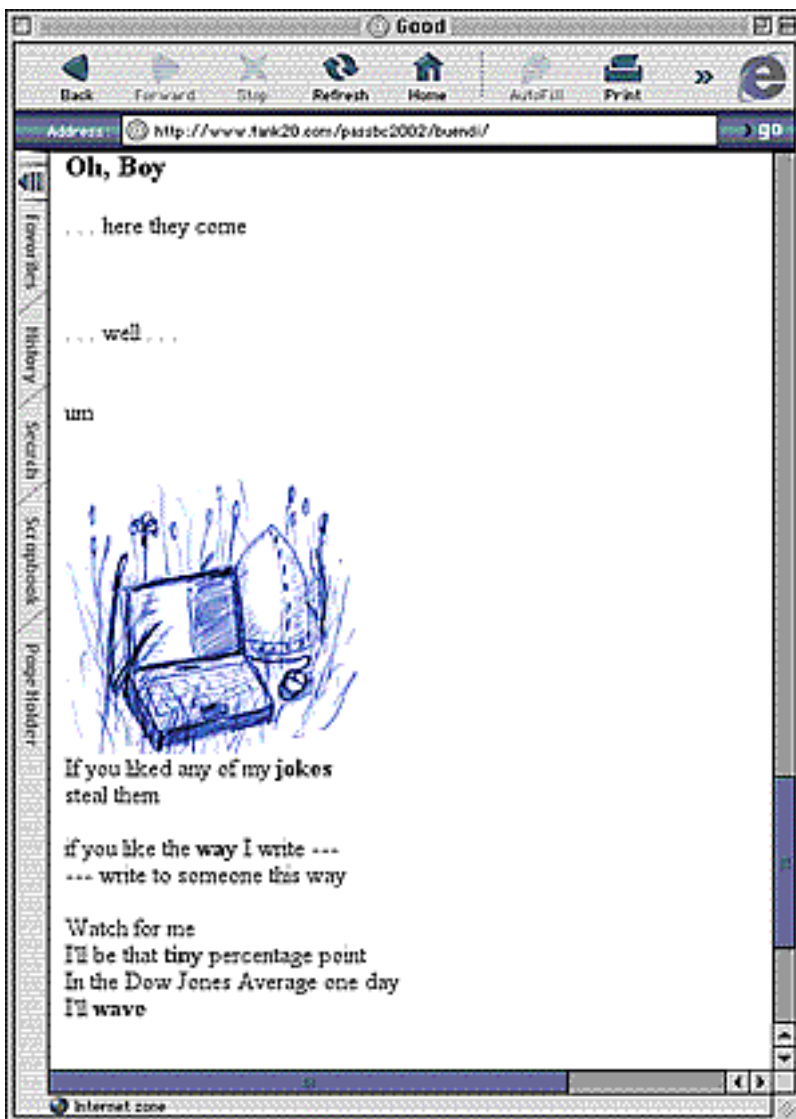 Good
Back Forward Stop Refresh Home AutoFill Print »
Address: http://www.tank20.com/passbc2002/buendi/ go
Oh, Boy
. . . here they come
. . . well . . .
um
If you liked any of my jokes
steal them
if you like the way I write ---
--- write to someone this way
Watch for me
I'll be that tiny percentage point
In the Dow Jones Average one day
I'll wave
Favorites
History
Search
Scrapbook
Page Holder
Internet zone